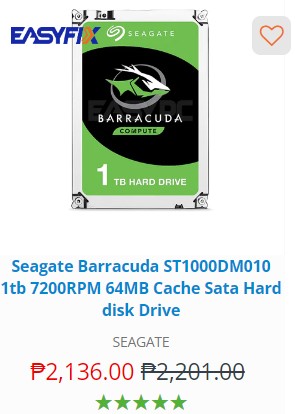 EASYFIX
SEAGATE
BARRACUDA
COMPUTE
1 TB HARD DRIVE
Seagate Barracuda ST1000DM010
1tb 7200RPM 64MB Cache Sata Hard
disk Drive
SEAGATE
₱2,136.00 ₱2,201.00